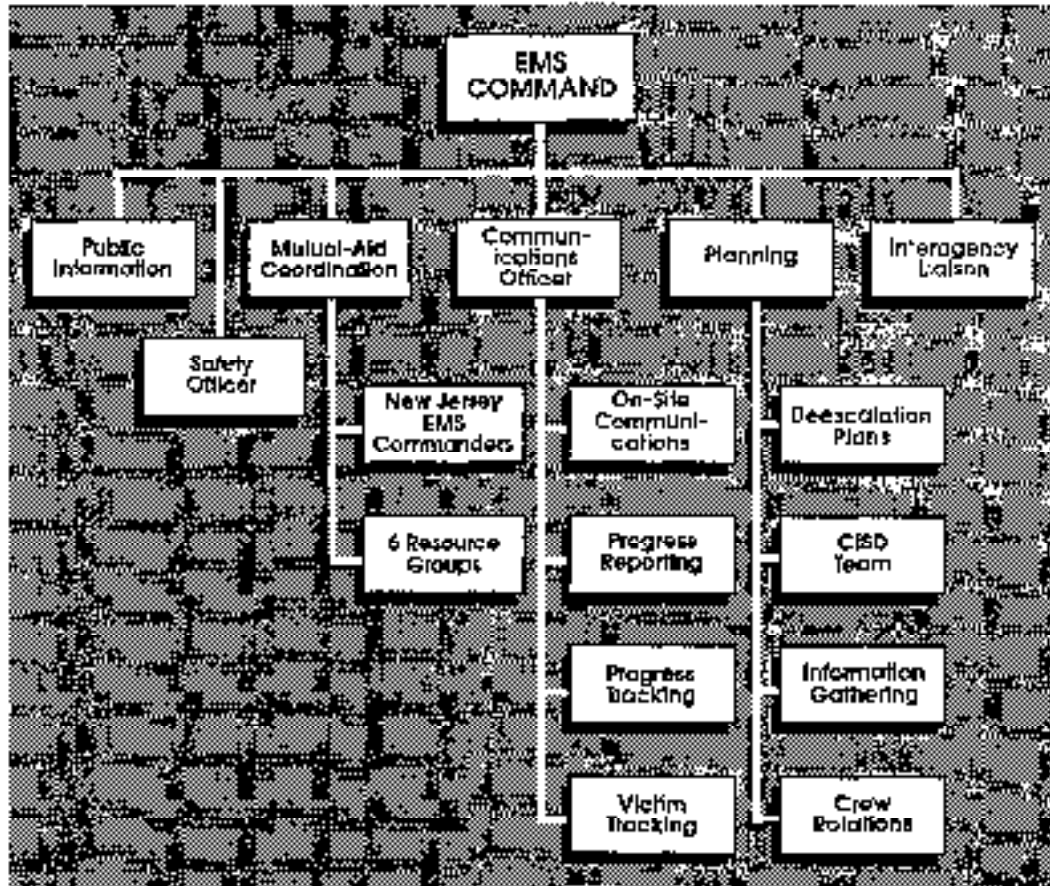 EMS
COMMAND
Public
Information
Mutual-Aid
Coordination
Commun-
ications
Officer
Planning
Interagency
Liaison
Safety
Officer
New Jersey
EMS
Commanders
On-Site
Communi-
cations
Deescalation
Plans
6 Resource
Groups
Progress
Reporting
CISD
Team
Progress
Tracking
Information
Gathering
Victim
Tracking
Crew
Rotations